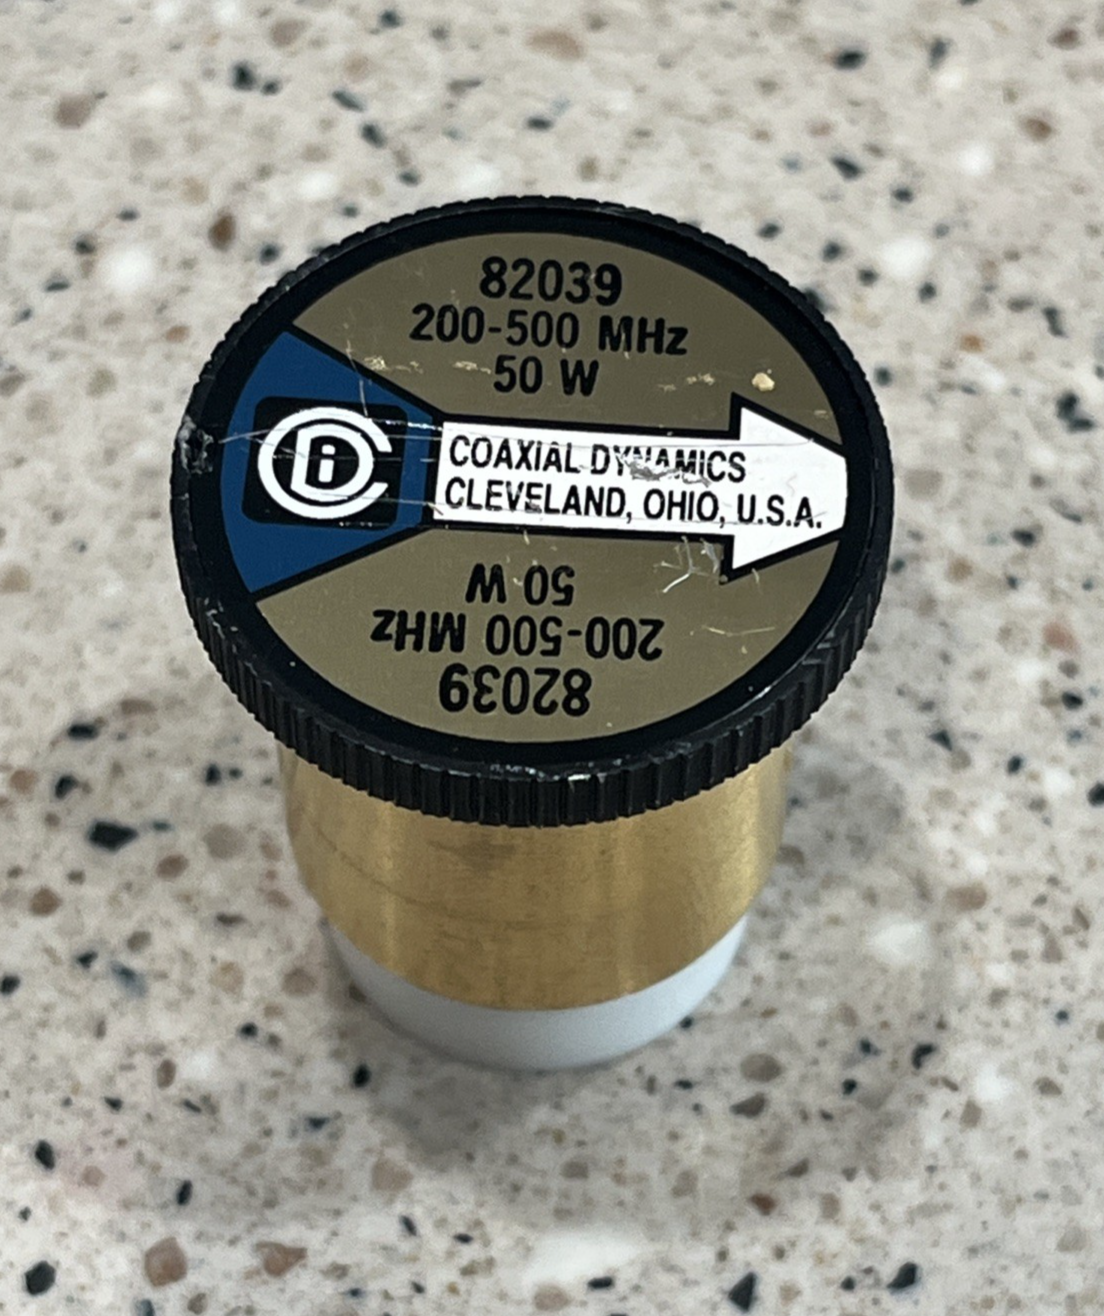 82039
200-500 MHz
50 W
CDi
COAXIAL DYNAMICS
CLEVELAND, OHIO, U.S.A.
50 W
200-500 MHz
82039